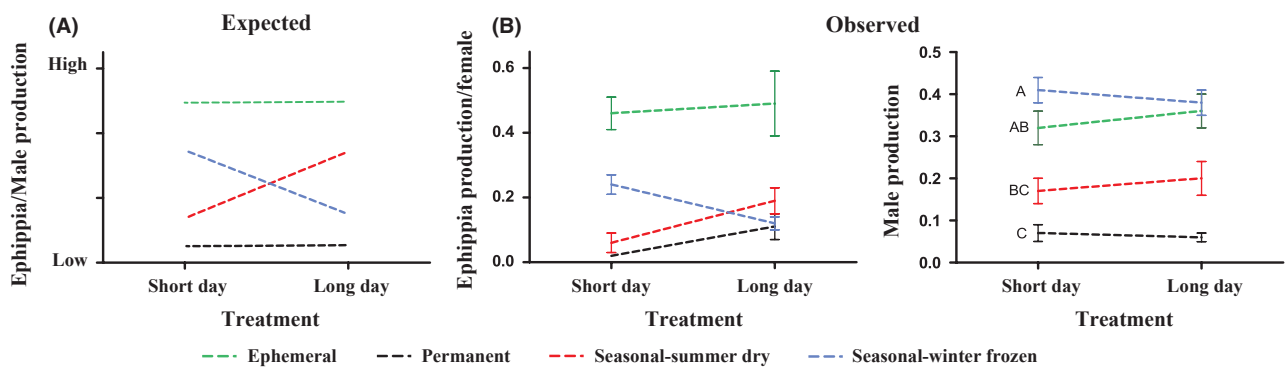 (A)
Expected
Ephippia/Male production
High
Low
Short day
Long day
Treatment
(B)
Observed
Ephippia production/female
0.6
0.4
0.2
0.0
Short day
Long day
Treatment
Male production
0.5
0.4
0.3
0.2
0.1
0.0
A
AB
BC
C
Short day
Long day
Treatment
Ephemeral
Permanent
Seasonal-summer dry
Seasonal-winter frozen